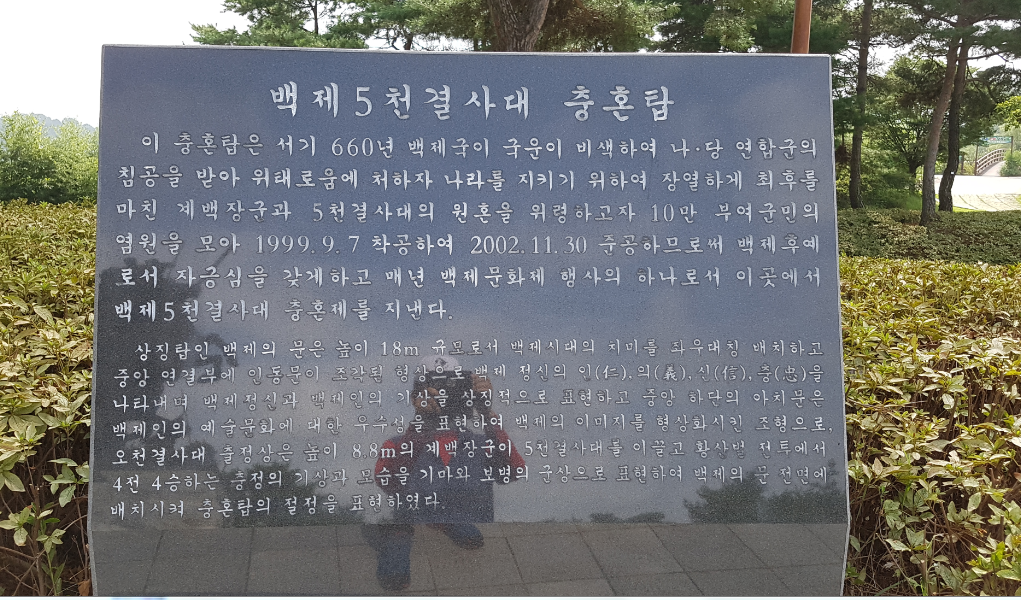 백제5천결사대 충혼탑
이 충혼탑은 서기 660년 백제국이 국운이 비색하여 나·당 연합군의
침공을 받아 위태로움에 처하자 나라를 지키기 위하여 장열하게 최후를
마친 계백장군과 5천결사대의 원혼을 위령하고자 10만 부여군민의
염원을 모아 1999.9.7 착공하여 2002.11.30 준공하므로써 백제후예
로서 자긍심을 갖게하고 매년 백제문화제 행사의 하나로서 이곳에서
백제5천결사대 충혼제를 지낸다.
상징탑인 백제의 문은 높이 18m 규모로서 백제시대의 치미를 좌우대칭 배치하고
중앙 연결부에 인동문이 조각된 형상으로 백제 정신의 인(仁),의(義),신(信),충(忠)을
나타내며 백제정신과 백제인의 기상을 상징적으로 표현하고 중앙 하단의 아치문은
백제인의 예술문화에 대한 우수성을 표현하여 백제의 이미지를 형상화시킨 조형으로,
오천결사대 출정상은 높이 8.8m의 계백장군이 5천결사대를 이끌고 황산벌 전투에서
4전 4승하는 충정의 기상과 모습을 기마와 보병의 군상으로 표현하여 백제의 문 전면에
배치시켜 충혼탑의 절정을 표현하였다.